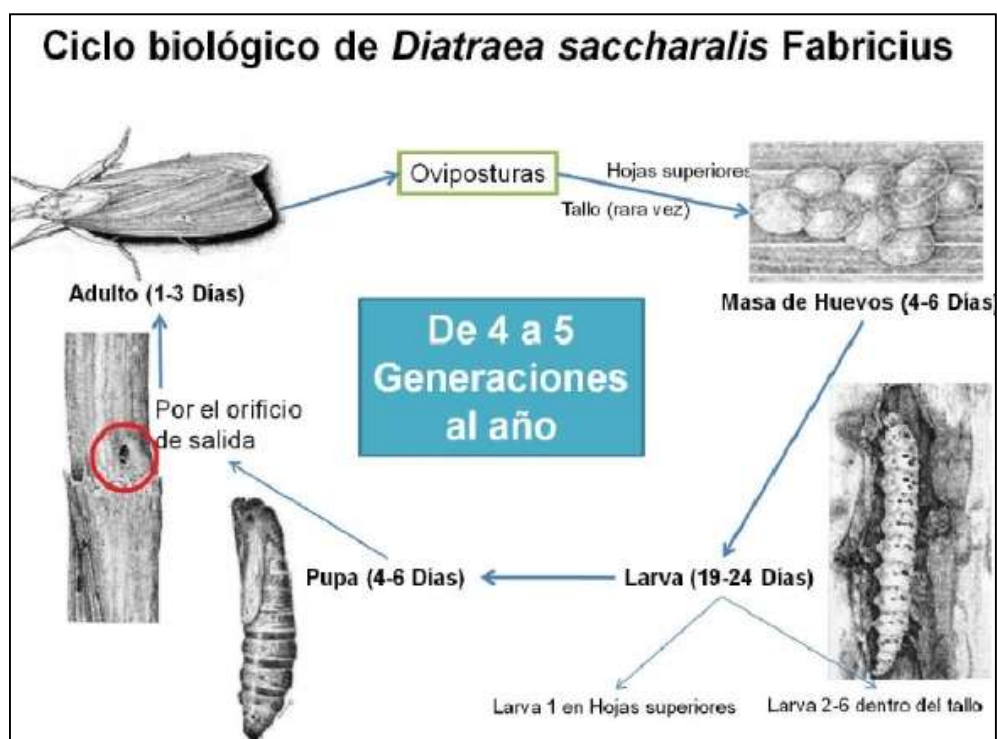 Ciclo biológico de Diatraea saccharalis Fabricius
Oviposturas
Hojas superiores
Tallo (rara vez)
Adulto (1-3 Días)
Masa de Huevos (4-6 Días)
De 4 a 5
Generaciones
al año
Por el orificio
de salida
Pupa (4-6 Días)
Larva (19-24 Días)
Larva 1 en Hojas superiores
Larva 2-6 dentro del tallo